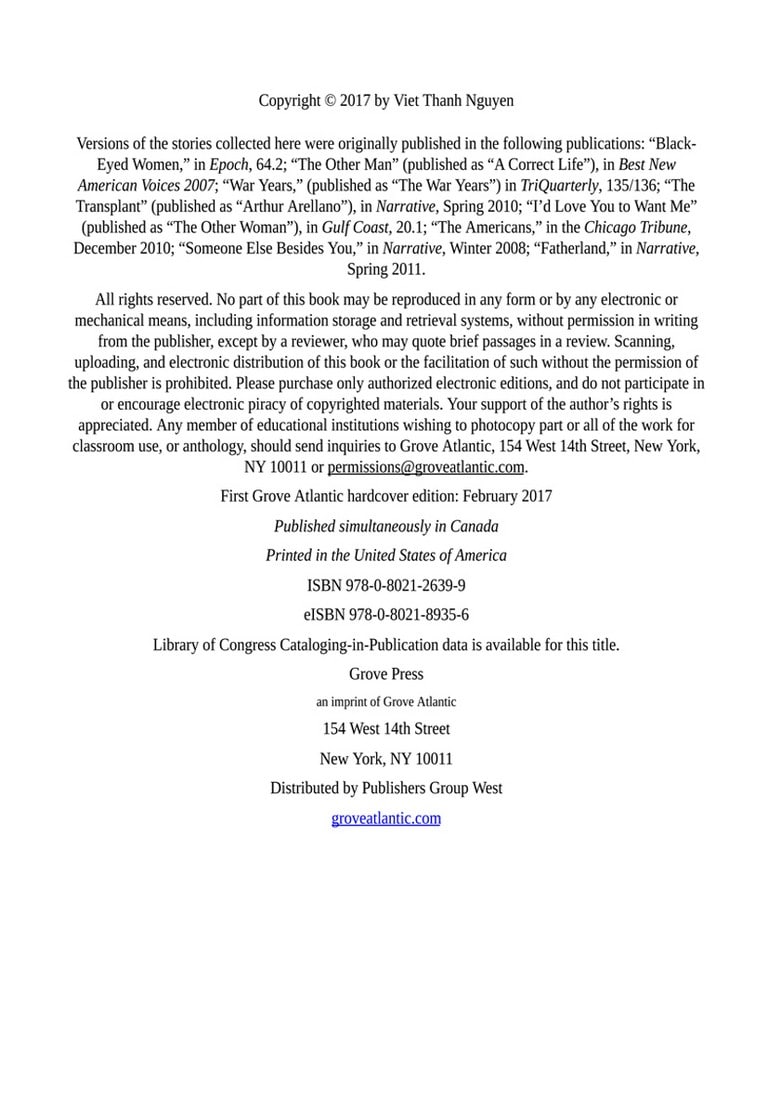 Copyright © 2017 by Viet Thanh Nguyen
Versions of the stories collected here were originally published in the following publications: “Black-
Eyed Women,” in Epoch, 64.2; “The Other Man” (published as “A Correct Life”), in Best New
American Voices 2007; “War Years,” (published as “The War Years”) in TriQuarterly, 135/136; “The
Transplant” (published as “Arthur Arellano”), in Narrative, Spring 2010; “I’d Love You to Want Me”
(published as “The Other Woman”), in Gulf Coast, 20.1; “The Americans,” in the Chicago Tribune,
December 2010; “Someone Else Besides You,” in Narrative, Winter 2008; “Fatherland,” in Narrative,
Spring 2011.
All rights reserved. No part of this book may be reproduced in any form or by any electronic or
mechanical means, including information storage and retrieval systems, without permission in writing
from the publisher, except by a reviewer, who may quote brief passages in a review. Scanning,
uploading, and electronic distribution of this book or the facilitation of such without the permission of
the publisher is prohibited. Please purchase only authorized electronic editions, and do not participate in
or encourage electronic piracy of copyrighted materials. Your support of the author’s rights is
appreciated. Any member of educational institutions wishing to photocopy part or all of the work for
classroom use, or anthology, should send inquiries to Grove Atlantic, 154 West 14th Street, New York,
NY 10011 or permissions@groveatlantic.com.
First Grove Atlantic hardcover edition: February 2017
Published simultaneously in Canada
Printed in the United States of America
ISBN 978-0-8021-2639-9
eISBN 978-0-8021-8935-6
Library of Congress Cataloging-in-Publication data is available for this title.
Grove Press
an imprint of Grove Atlantic
154 West 14th Street
New York, NY 10011
Distributed by Publishers Group West
groveatlantic.com